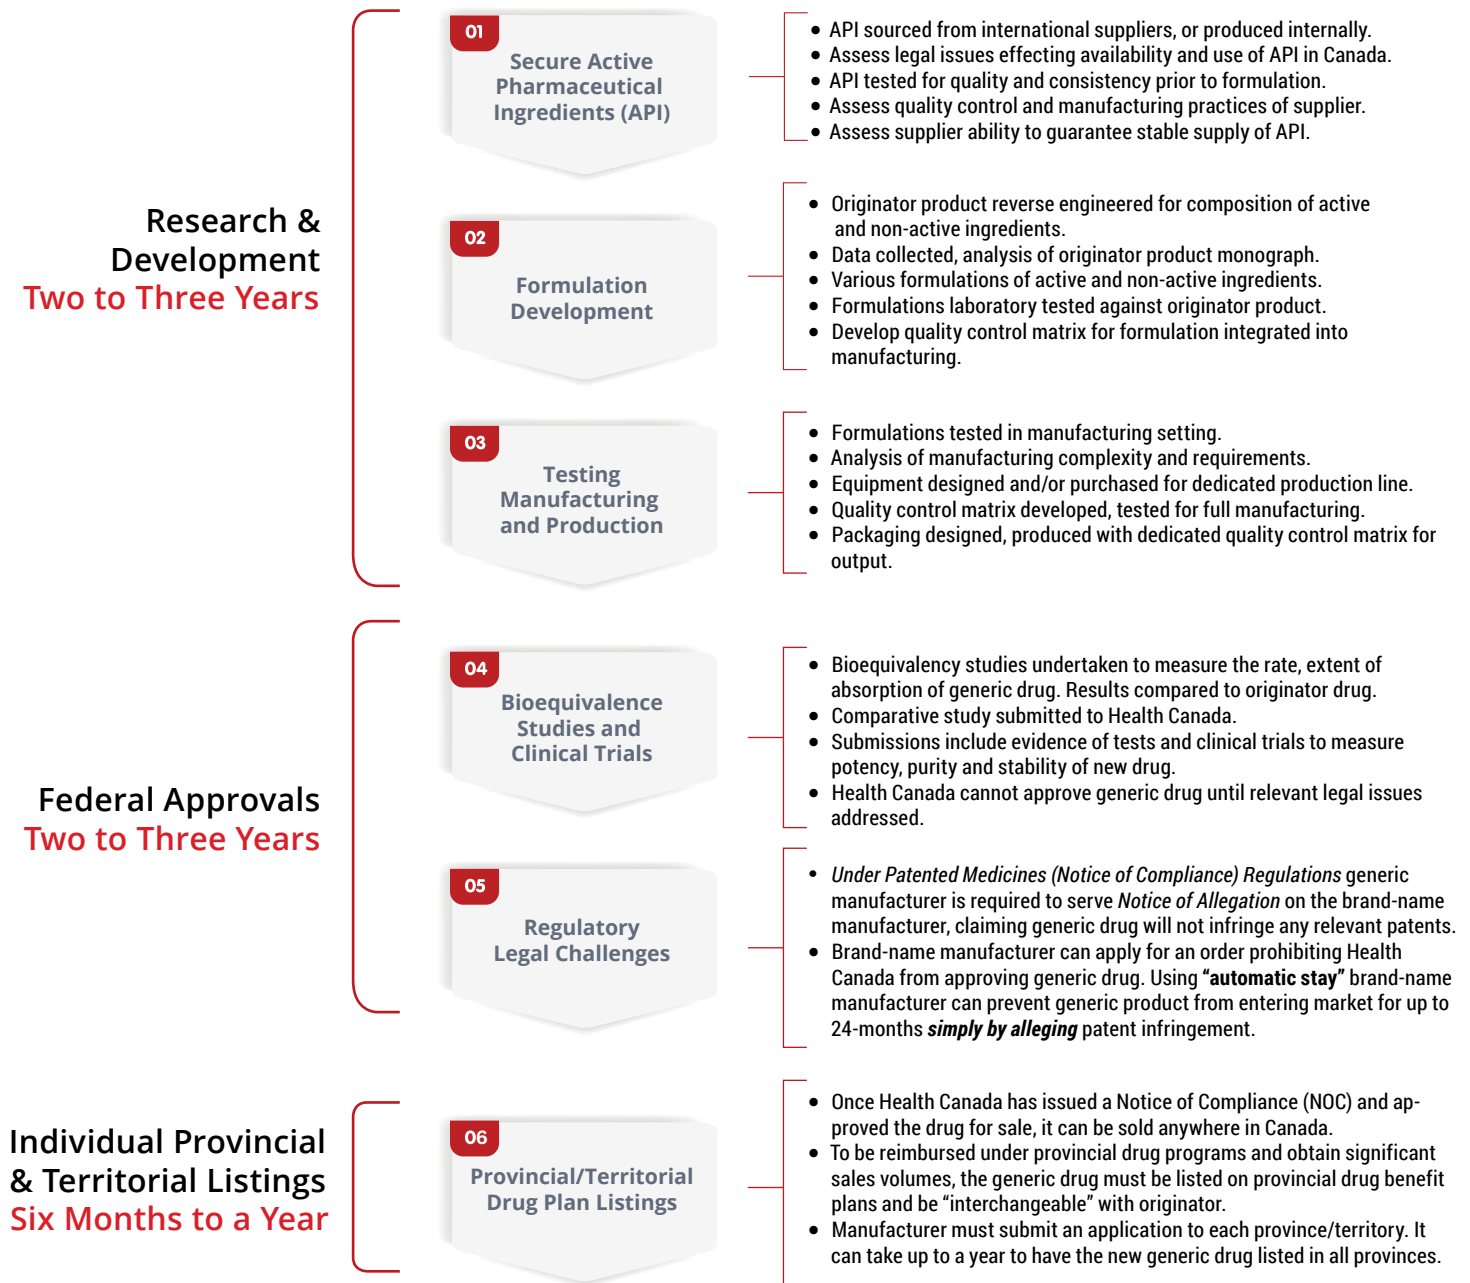 Research &
Development
Two to Three Years
01
Secure Active
Pharmaceutical
Ingredients (API)
• API sourced from international suppliers, or produced internally.
• Assess legal issues effecting availability and use of API in Canada.
• API tested for quality and consistency prior to formulation.
• Assess quality control and manufacturing practices of supplier.
• Assess supplier ability to guarantee stable supply of API.
02
Formulation
Development
• Originator product reverse engineered for composition of active
and non-active ingredients.
• Data collected, analysis of originator product monograph.
• Various formulations of active and non-active ingredients.
• Formulations laboratory tested against originator product.
• Develop quality control matrix for formulation integrated into
manufacturing.
03
Testing
Manufacturing
and Production
• Formulations tested in manufacturing setting.
• Analysis of manufacturing complexity and requirements.
• Equipment designed and/or purchased for dedicated production line.
• Quality control matrix developed, tested for full manufacturing.
• Packaging designed, produced with dedicated quality control matrix for
output.
Federal Approvals
Two to Three Years
04
Bioequivalence
Studies and
Clinical Trials
• Bioequivalency studies undertaken to measure the rate, extent of
absorption of generic drug. Results compared to originator drug.
• Comparative study submitted to Health Canada.
• Submissions include evidence of tests and clinical trials to measure
potency, purity and stability of new drug.
• Health Canada cannot approve generic drug until relevant legal issues
addressed.
05
Regulatory
Legal Challenges
• Under Patented Medicines (Notice of Compliance) Regulations generic
manufacturer is required to serve Notice of Allegation on the brand-name
manufacturer, claiming generic drug will not infringe any relevant patents.
• Brand-name manufacturer can apply for an order prohibiting Health
Canada from approving generic drug. Using “automatic stay” brand-name
manufacturer can prevent generic product from entering market for up to
24-months simply by alleging patent infringement.
Individual Provincial
& Territorial Listings
Six Months to a Year
06
Provincial/Territorial
Drug Plan Listings
• Once Health Canada has issued a Notice of Compliance (NOC) and ap-
proved the drug for sale, it can be sold anywhere in Canada.
• To be reimbursed under provincial drug programs and obtain significant
sales volumes, the generic drug must be listed on provincial drug benefit
plans and be “interchangeable” with originator.
• Manufacturer must submit an application to each province/territory. It
can take up to a year to have the new generic drug listed in all provinces.